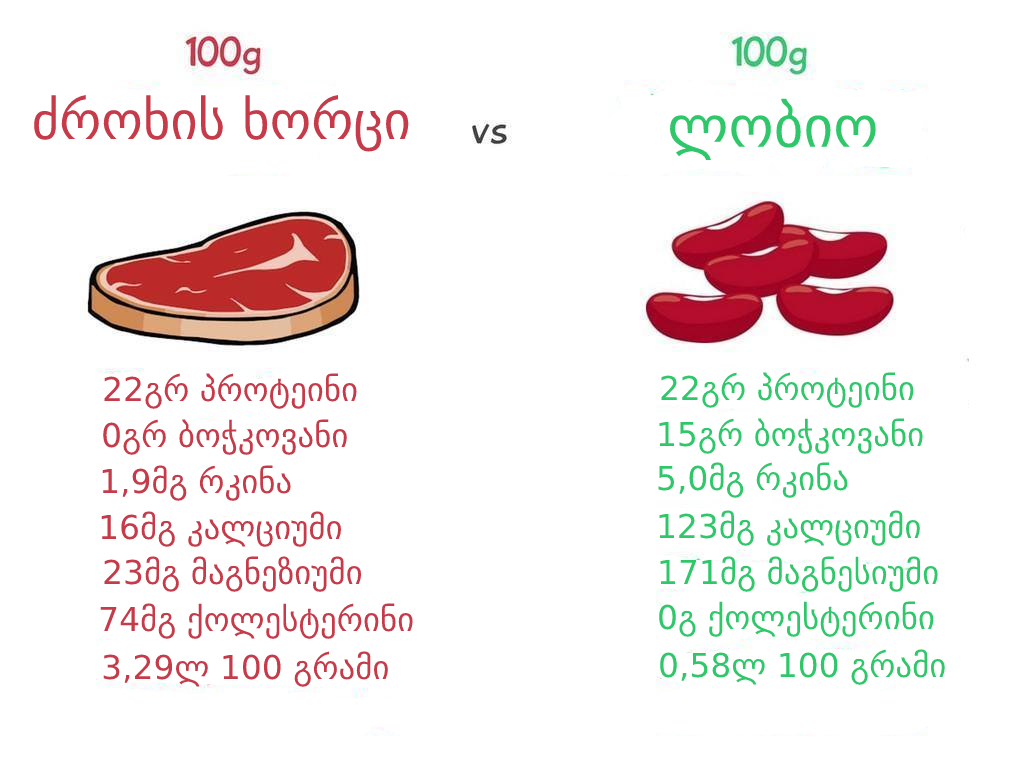 100g
ძროხის ხორცი
vs
100g
ლობიო
22გრ პროტეინი
0გრ ბოჭკოვანი
1,9მგ რკინა
16მგ კალციუმი
23მგ მაგნეზიუმი
74მგ ქოლესტერინი
3,29ლ 100 გრამი
22გრ პროტეინი
15გრ ბოჭკოვანი
5,0მგ რკინა
123მგ კალციუმი
171მგ მაგნესიუმი
0გ ქოლესტერინი
0,58ლ 100 გრამი